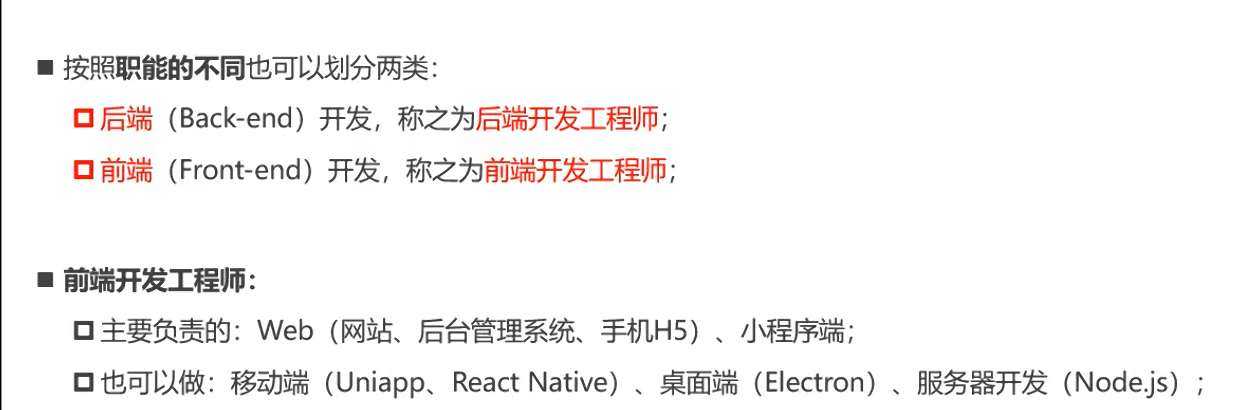 按照职能的不同也可以划分两类：
后端（Back-end）开发，称之为后端开发工程师；
前端（Front-end）开发，称之为前端开发工程师；
前端开发工程师：
主要负责的：Web（网站、后台管理系统、手机H5）、小程序端；
也可以做：移动端（Uniapp、React Native）、桌面端（Electron）、服务器开发（Node.js）；